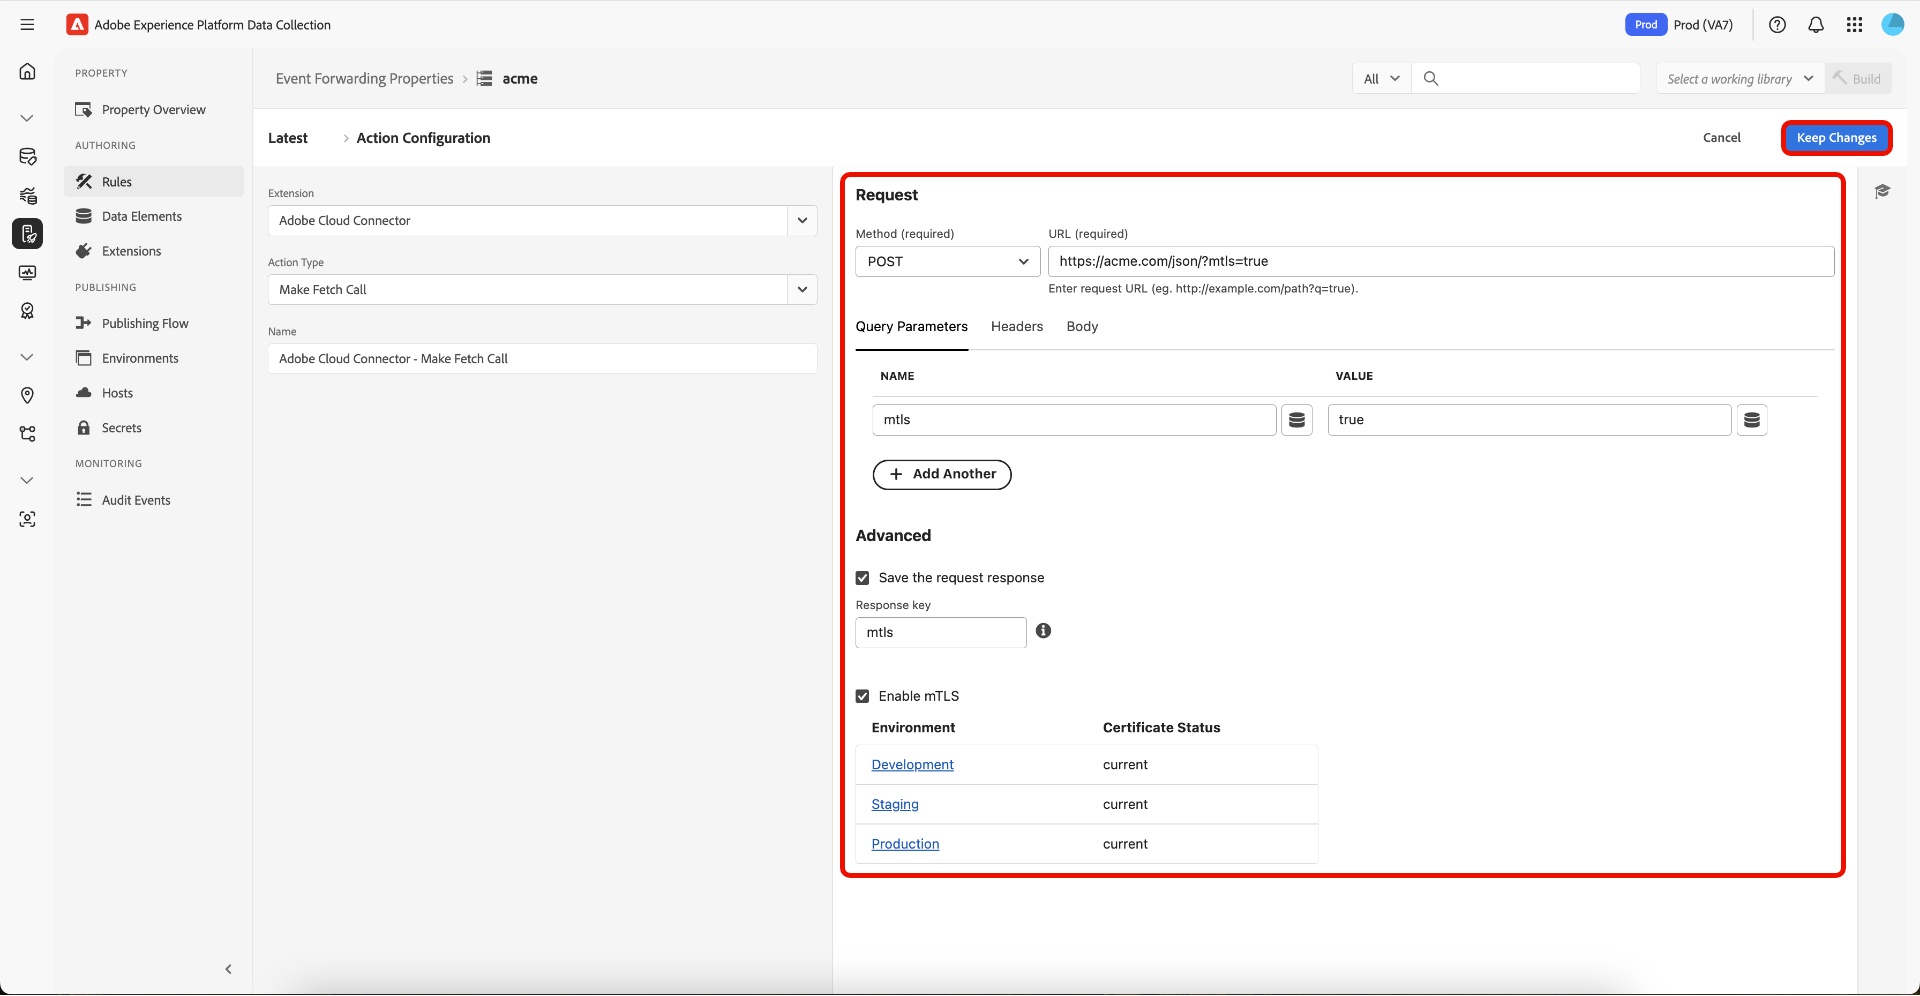 Adobe Experience Platform Data Collection
Prod
Prod (VA7)
PROPERTY
Property Overview
AUTHORING
Rules
Data Elements
Extensions
PUBLISHING
Publishing Flow
Environments
Hosts
Secrets
MONITORING
Audit Events
Event Forwarding Properties
acme
All
Select a working library
Build
Latest
Action Configuration
Cancel
Keep Changes
Extension
Adobe Cloud Connector
Action Type
Make Fetch Call
Name
Adobe Cloud Connector - Make Fetch Call
Request
Method (required)
URL (required)
POST
https://acme.com/json/?mtls=true
Enter request URL (eg. http://example.com/path?q=true).
Query Parameters
Headers
Body
NAME
VALUE
mtls
true
Add Another
Advanced
Save the request response
Response key
mtls
Enable mTLS
Environment
Certificate Status
Development
current
Staging
current
Production
current